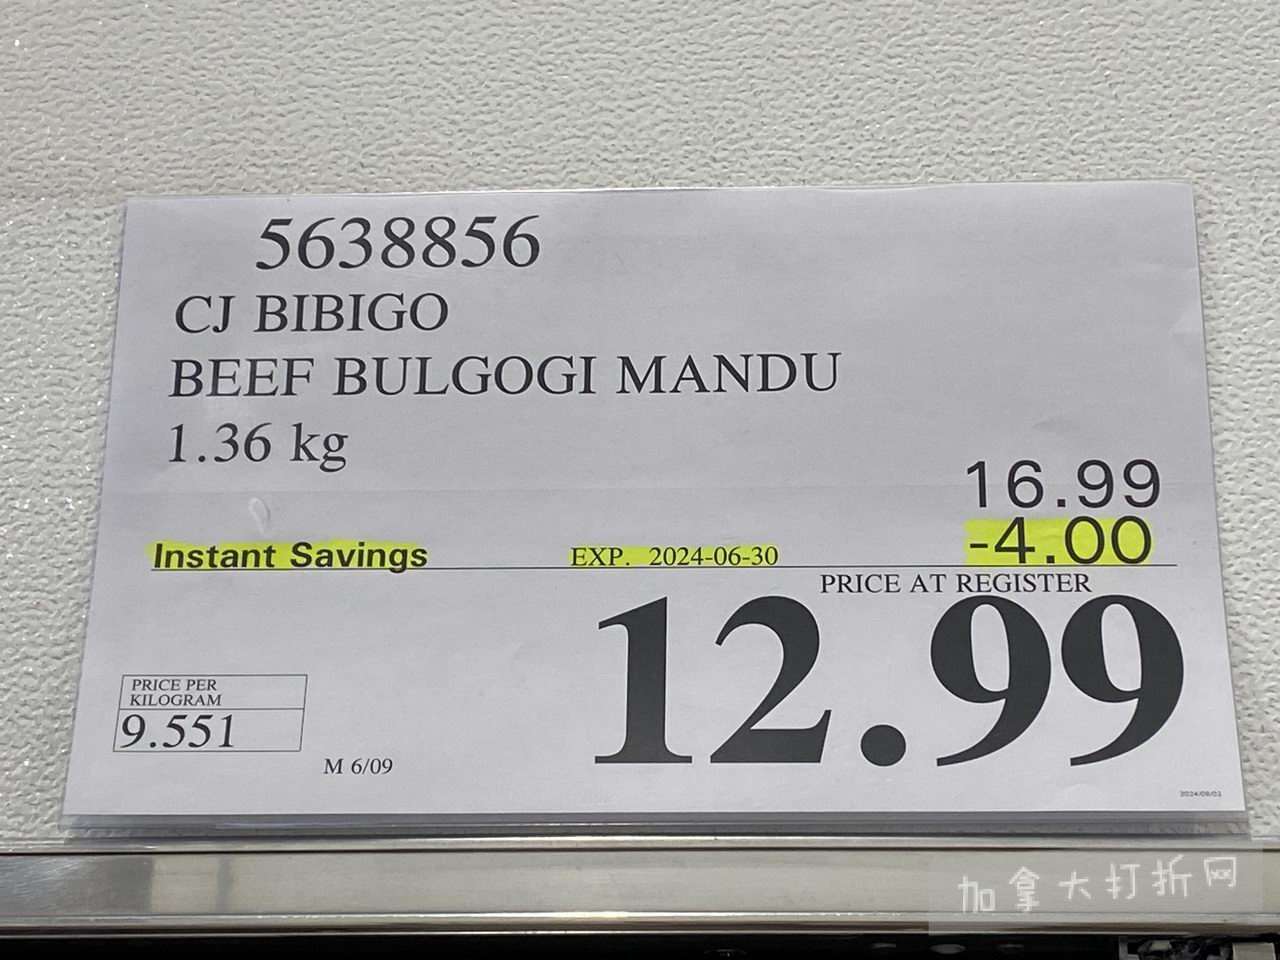 5638856
CJ BIBIGO
BEEF BULGOGI MANDU
1.36 kg
16.99
Instant Savings EXP. 2024-06-30 -4.00
PRICE AT REGISTER
12.99
PRICE PER
KILOGRAM
9.551
M 6/09
加拿大打折网